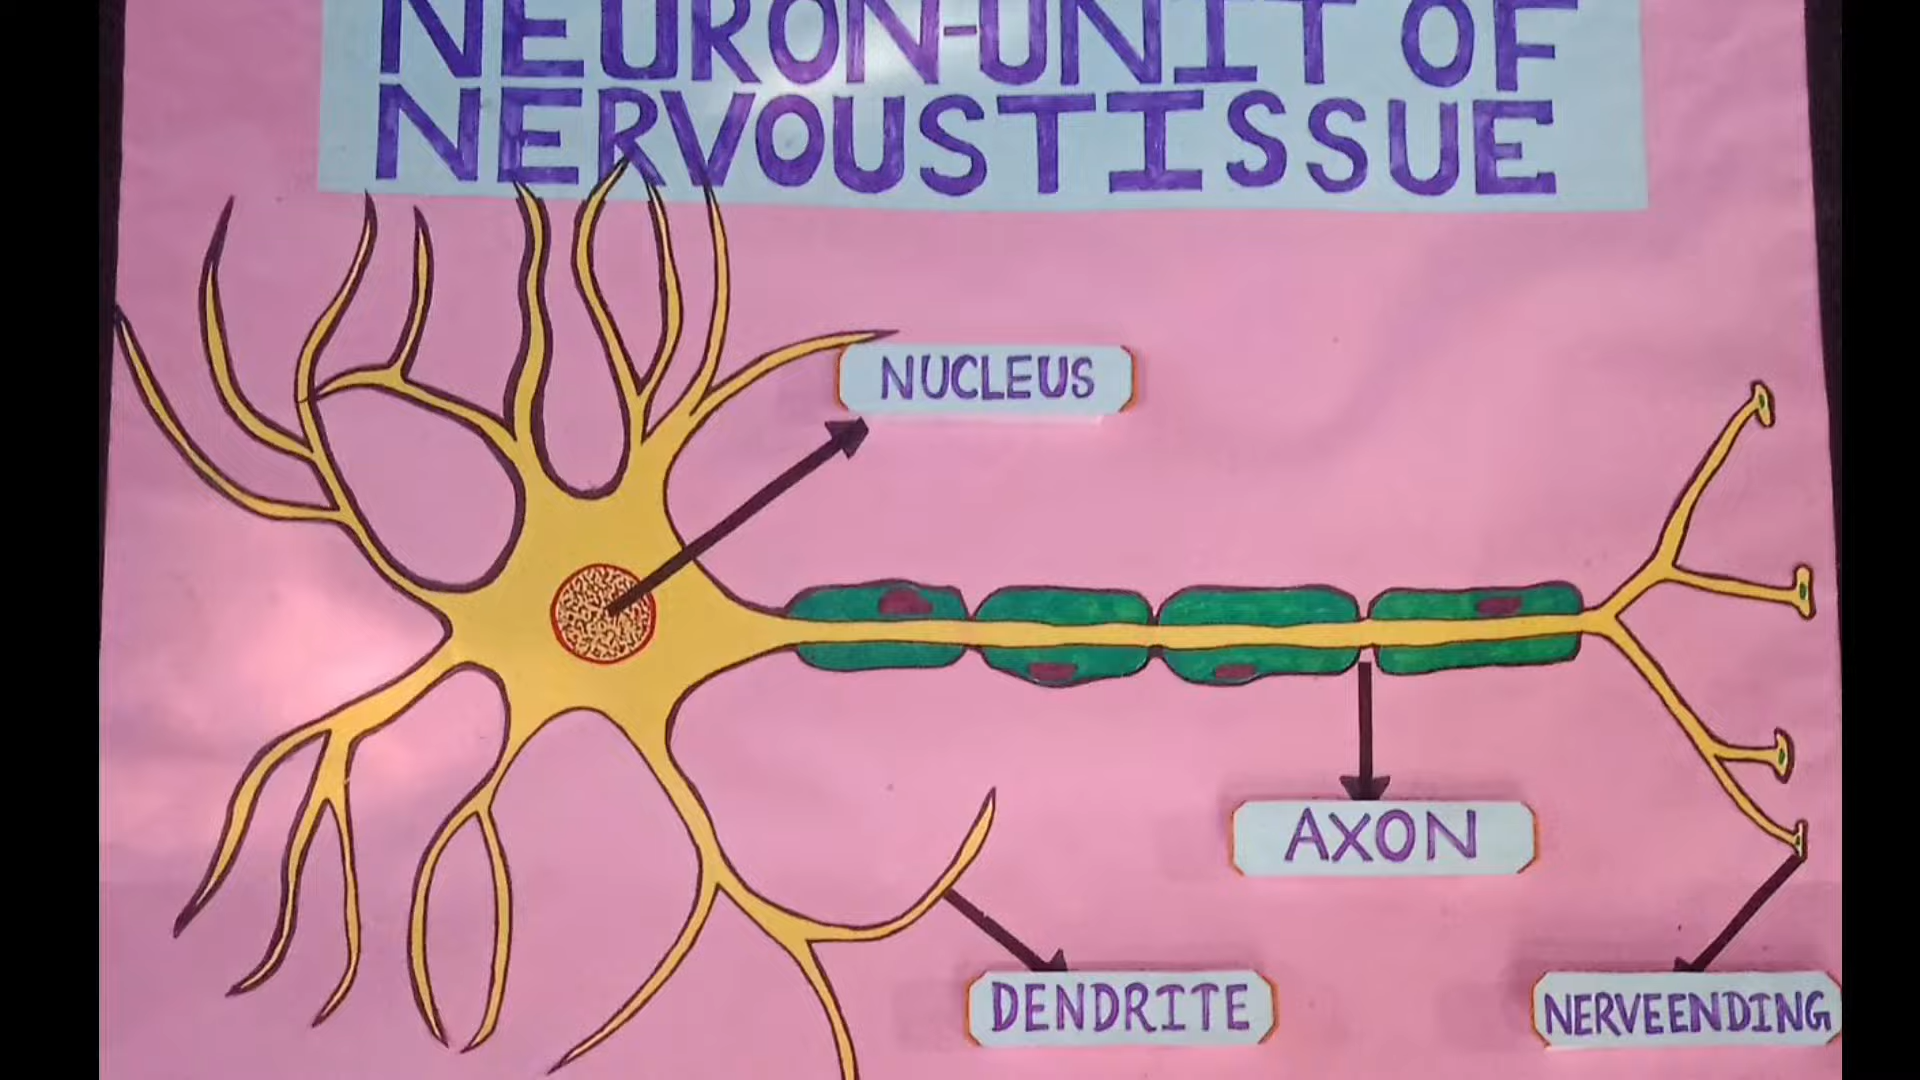 NEURON-UNIT OF
NERVOUSTISSUE
NUCLEUS
AXON
DENDRITE
NERVEENDING